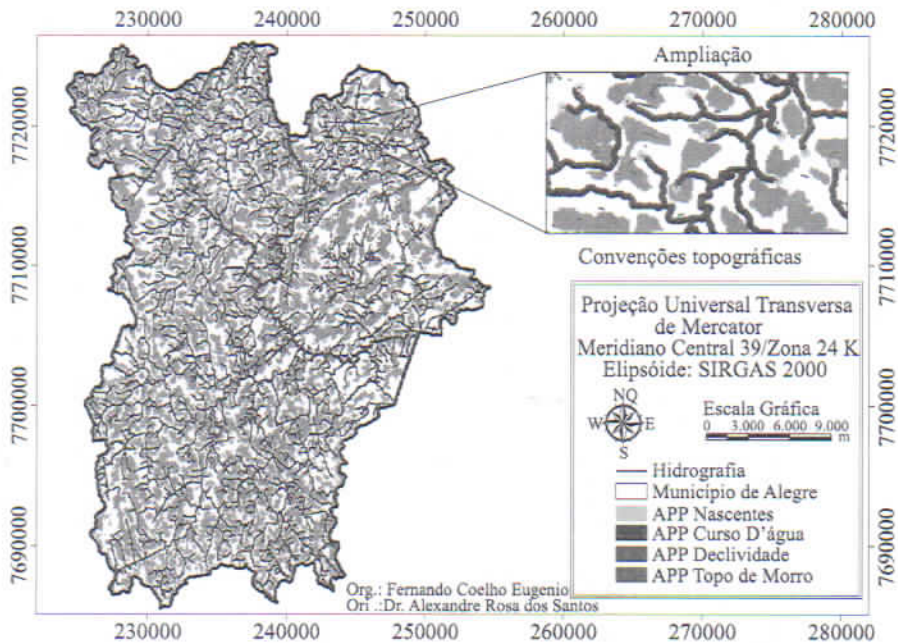 230000 240000 250000 260000 270000 280000
Ampliação
7720000
7720000
Convenções topográficas
7710000
7710000
Projeção Universal Transversa
de Mercator
Meridiano Central 39/Zona 24 K
Elipsóide: SIRGAS 2000
NQ
W E
S
Escala Gráfica
0 3.000 6.000 9.000
m
7700000
7700000
Hidrografia
Município de Alegre
APP Nascentes
APP Curso D'água
APP Declividade
APP Topo de Morro
7690000
7690000
Org.: Fernando Coelho Eugenio
Ori .:Dr. Alexandre Rosa dos Santos
230000 240000 250000 260000 270000 280000